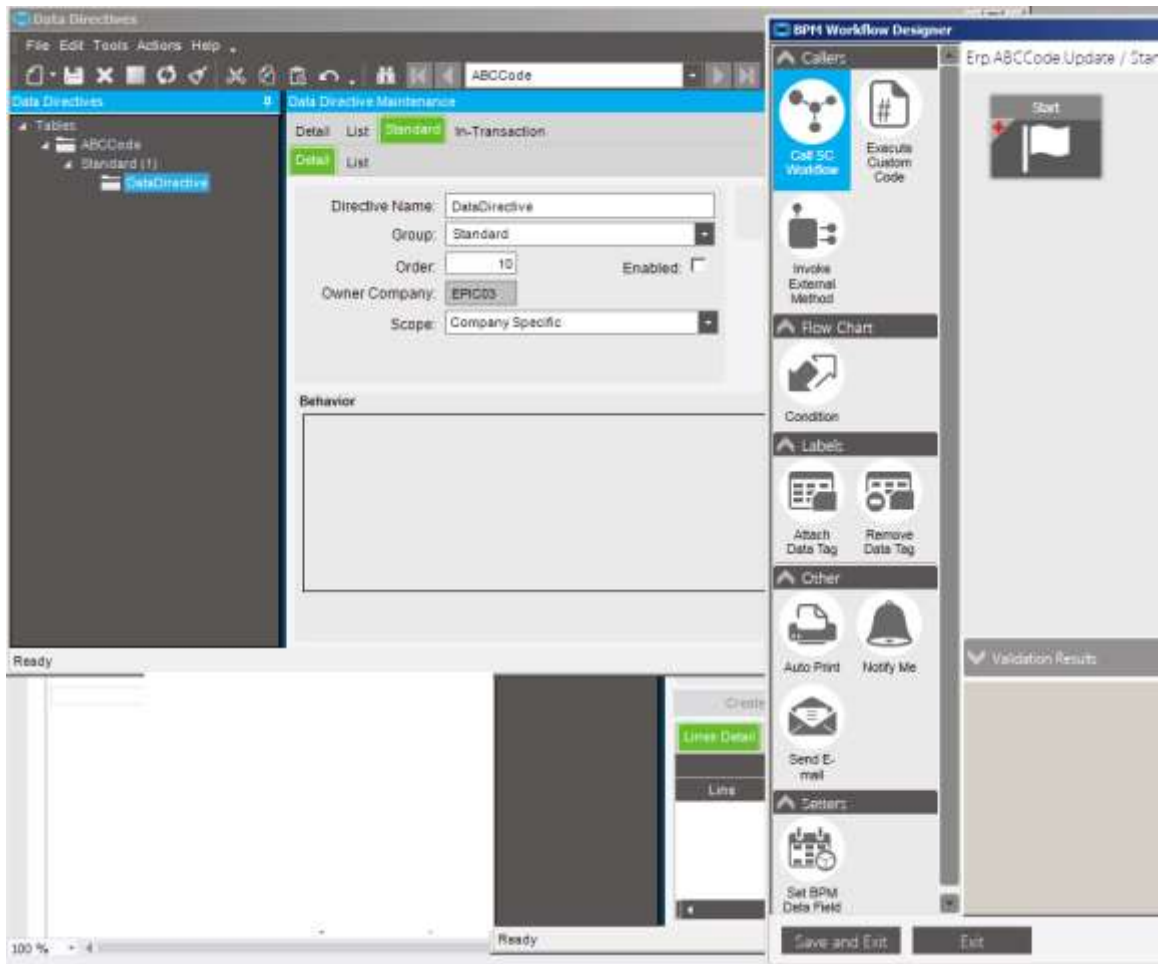 Data Directives
File Edit Tools Actions Help
ABCCode
Data Directives
Tables
ABCCode
Standard (1)
DataDirective
Data Directive Maintenance
Detail List Standard In-Transaction
Detail List
Directive Name: DataDirective
Group: Standard
Order: 10 Enabled:
Owner Company: EPIC03
Scope: Company Specific
Behavior
Ready
Create
Lines Detail
Line
Ready
100 %
BPM Workflow Designer
Callers
Call SC Workflow
Execute Custom Code
Invoke External Method
Flow Chart
Condition
Labels
Attach Data Tag
Remove Data Tag
Other
Auto Print
Notify Me
Send E-mail
Setters
Set BPM Data Field
Save and Exit Exit
Erp.ABCCode.Update / Stan
Start
Validation Results